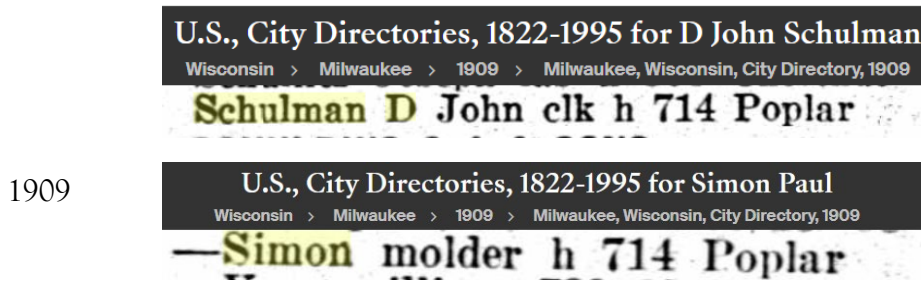 U.S., City Directories, 1822-1995 for D John Schulman
Wisconsin > Milwaukee > 1909 > Milwaukee, Wisconsin, City Directory, 1909
Schulman D John clk h 714 Poplar
1909
U.S., City Directories, 1822-1995 for Simon Paul
Wisconsin > Milwaukee > 1909 > Milwaukee, Wisconsin, City Directory, 1909
—Simon molder h 714 Poplar